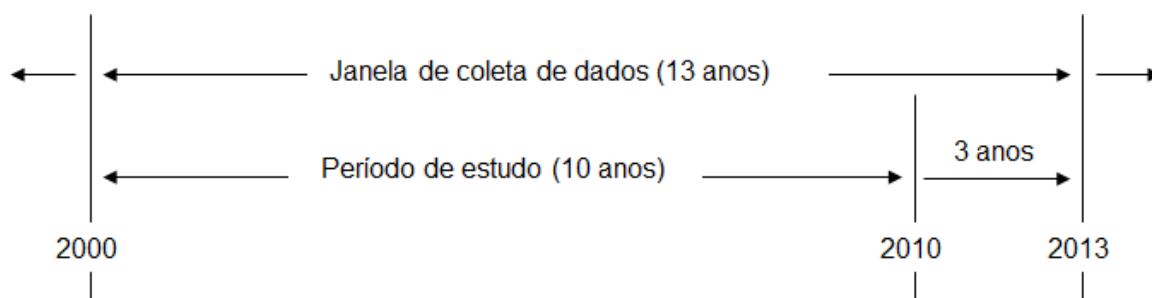 Janela de coleta de dados (13 anos)
Período de estudo (10 anos)
3 anos
2000
2010
2013